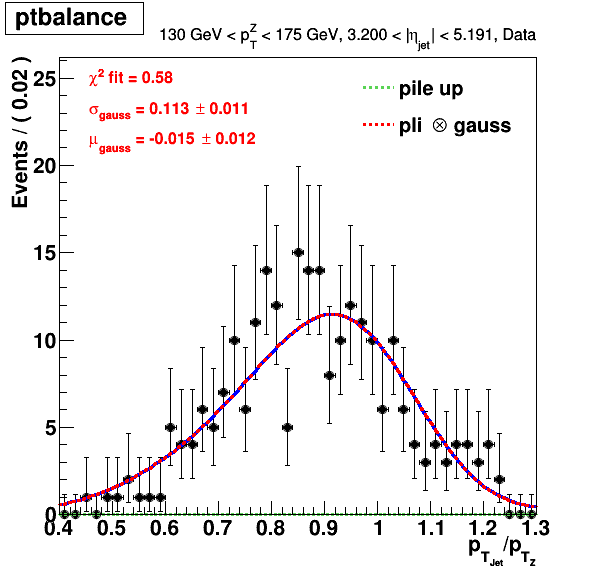 ptbalance
130 GeV < p_T^Z < 175 GeV, 3.200 < |η_jet| < 5.191, Data
χ² fit = 0.58
σ_gauss = 0.113 ± 0.011
μ_gauss = -0.015 ± 0.012
pile up
pli ⊗ gauss
Events / ( 0.02 )
25
20
15
10
5
0
0.4 0.5 0.6 0.7 0.8 0.9 1 1.1 1.2 1.3
p_T_Jet/p_T_Z